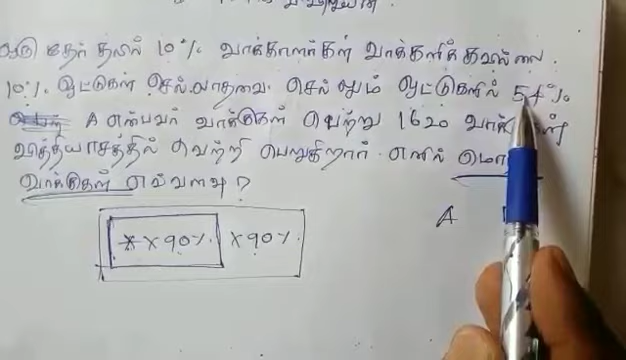 ஒரு தேர்தலில் 10% வாக்காளர்கள் வாக்களிக்கவில்லை.
10% ஓட்டுகள் செல்லாதவை. செல்லும் ஓட்டுகளில் 54%
A என்பவர் வாக்குகள் பெற்று 1620
வித்தியாசத்தில் வெற்றி பெறுகிறார். எனில்
வாக்குகள் எவ்வளவு?
x × 90% × 90%
A